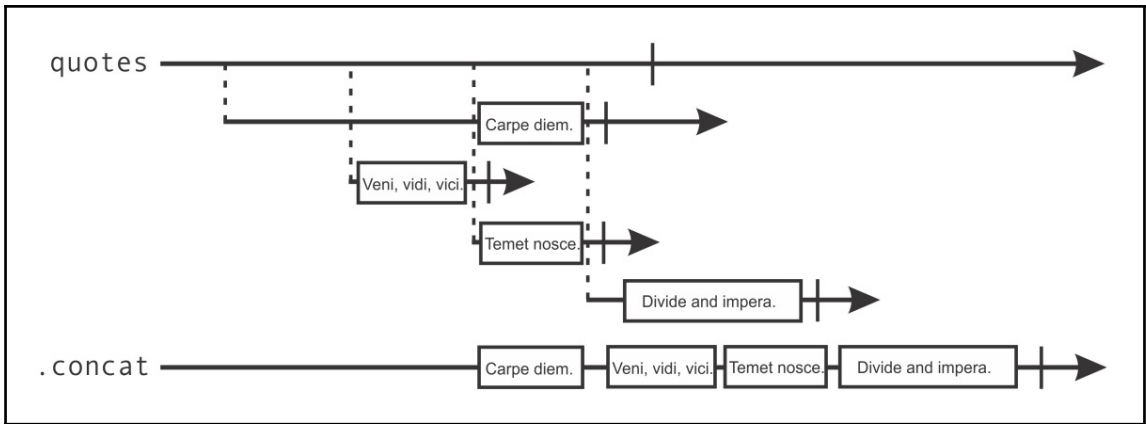 quotes
Carpe diem.
Veni, vidi, vici.
Temet nosce.
Divide and impera.
.concat
Carpe diem.
Veni, vidi, vici.
Temet nosce.
Divide and impera.